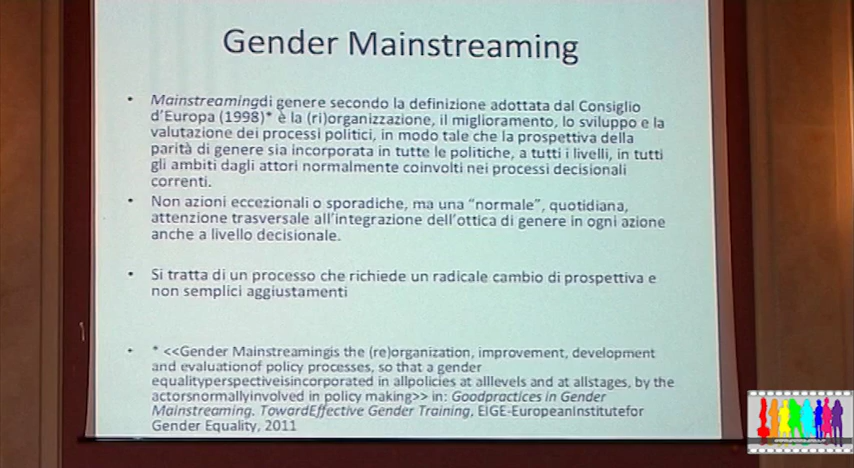 Gender Mainstreaming
• Mainstreamingdi genere secondo la definizione adottata dal Consiglio
d'Europa (1998)* è la (ri)organizzazione, il miglioramento, lo sviluppo e la
valutazione dei processi politici, in modo tale che la prospettiva della
parità di genere sia incorporata in tutte le politiche, a tutti i livelli, in tutti
gli ambiti dagli attori normalmente coinvolti nei processi decisionali
correnti.
• Non azioni eccezionali o sporadiche, ma una "normale", quotidiana,
attenzione trasversale all'integrazione dell'ottica di genere in ogni azione
anche a livello decisionale.
• Si tratta di un processo che richiede un radicale cambio di prospettiva e
non semplici aggiustamenti
• * <<Gender Mainstreamingis the (re)organization, improvement, development
and evaluationof policy processes, so that a gender
equalityperspectiveisincorporated in allpolicies at alllevels and at allstages, by the
actorsnormallyinvolved in policy making>> in: Goodpractices in Gender
Mainstreaming. TowardEffective Gender Training, EIGE-EuropeanInstitutefor
Gender Equality, 2011